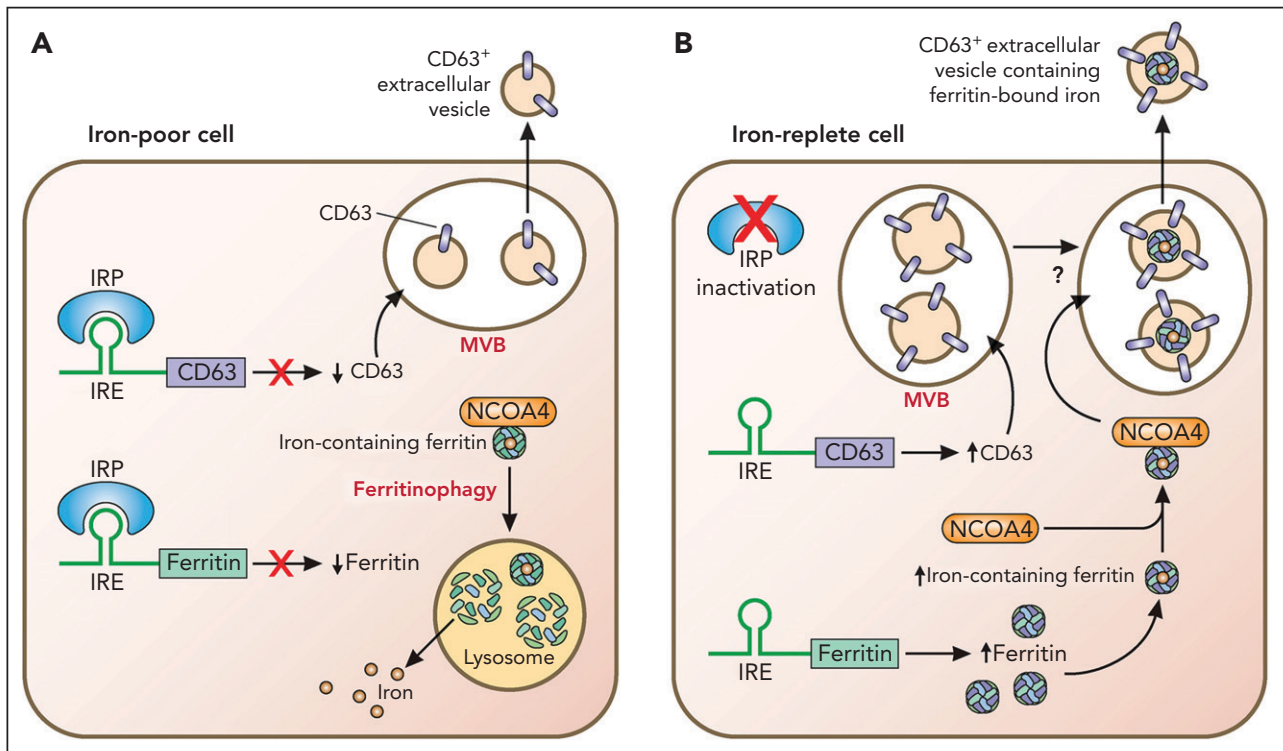 A
CD63+
extracellular
vesicle
Iron-poor cell
CD63
MVB
IRP
IRE
CD63
X
↓ CD63
NCOA4
Iron-containing ferritin
Ferritinophagy
IRP
IRE
Ferritin
X
↓Ferritin
Lysosome
Iron
B
CD63+ extracellular
vesicle containing
ferritin-bound iron
Iron-replete cell
X
IRP
inactivation
?
MVB
IRE
CD63
↑CD63
NCOA4
NCOA4
↑Iron-containing ferritin
IRE
Ferritin
↑Ferritin